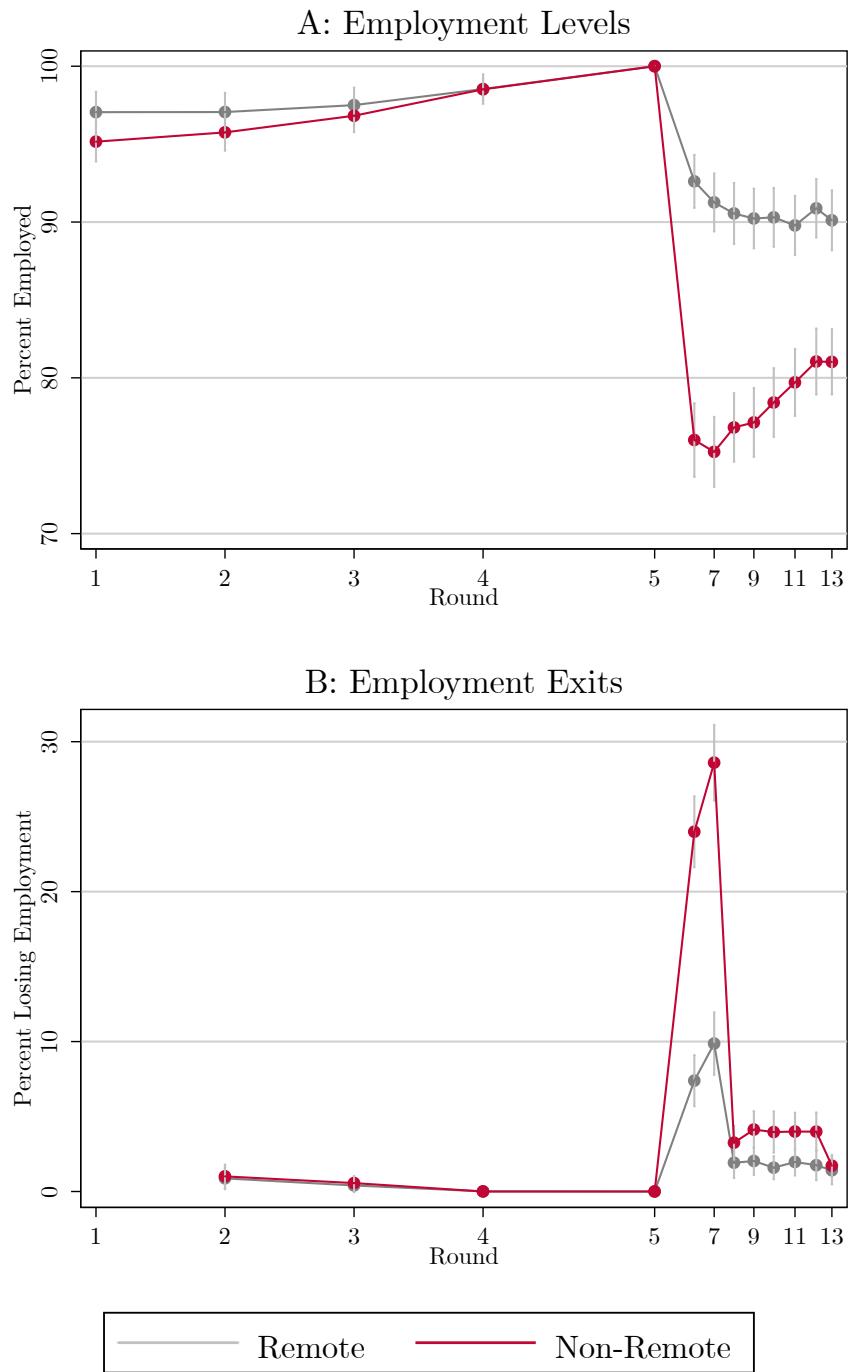 A: Employment Levels
Percent Employed
100
90
80
70
1 2 3 4 5 7 9 11 13
Round
B: Employment Exits
Percent Losing Employment
30
20
10
0
1 2 3 4 5 7 9 11 13
Round
Remote Non-Remote